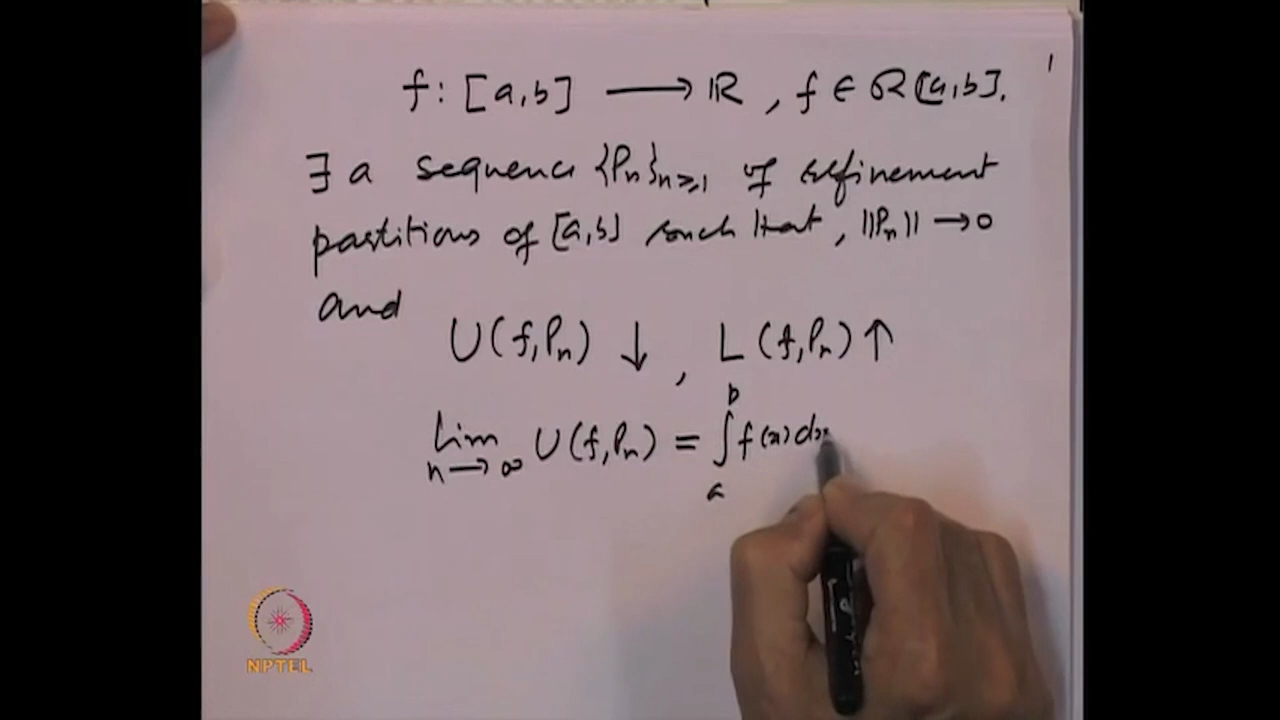 1
f : [a,b] ⟶ ℝ , f ∈ ℛ[a,b].
∃ a sequence {Pₙ}ₙ≥₁ of refinement
partitions of [a,b] such that, ||Pₙ|| → 0
and
U(f,Pₙ) ↓ , L(f,Pₙ) ↑
lim n→∞ U(f,Pₙ) = ∫ₐᵇ f(x)dx
NPTEL